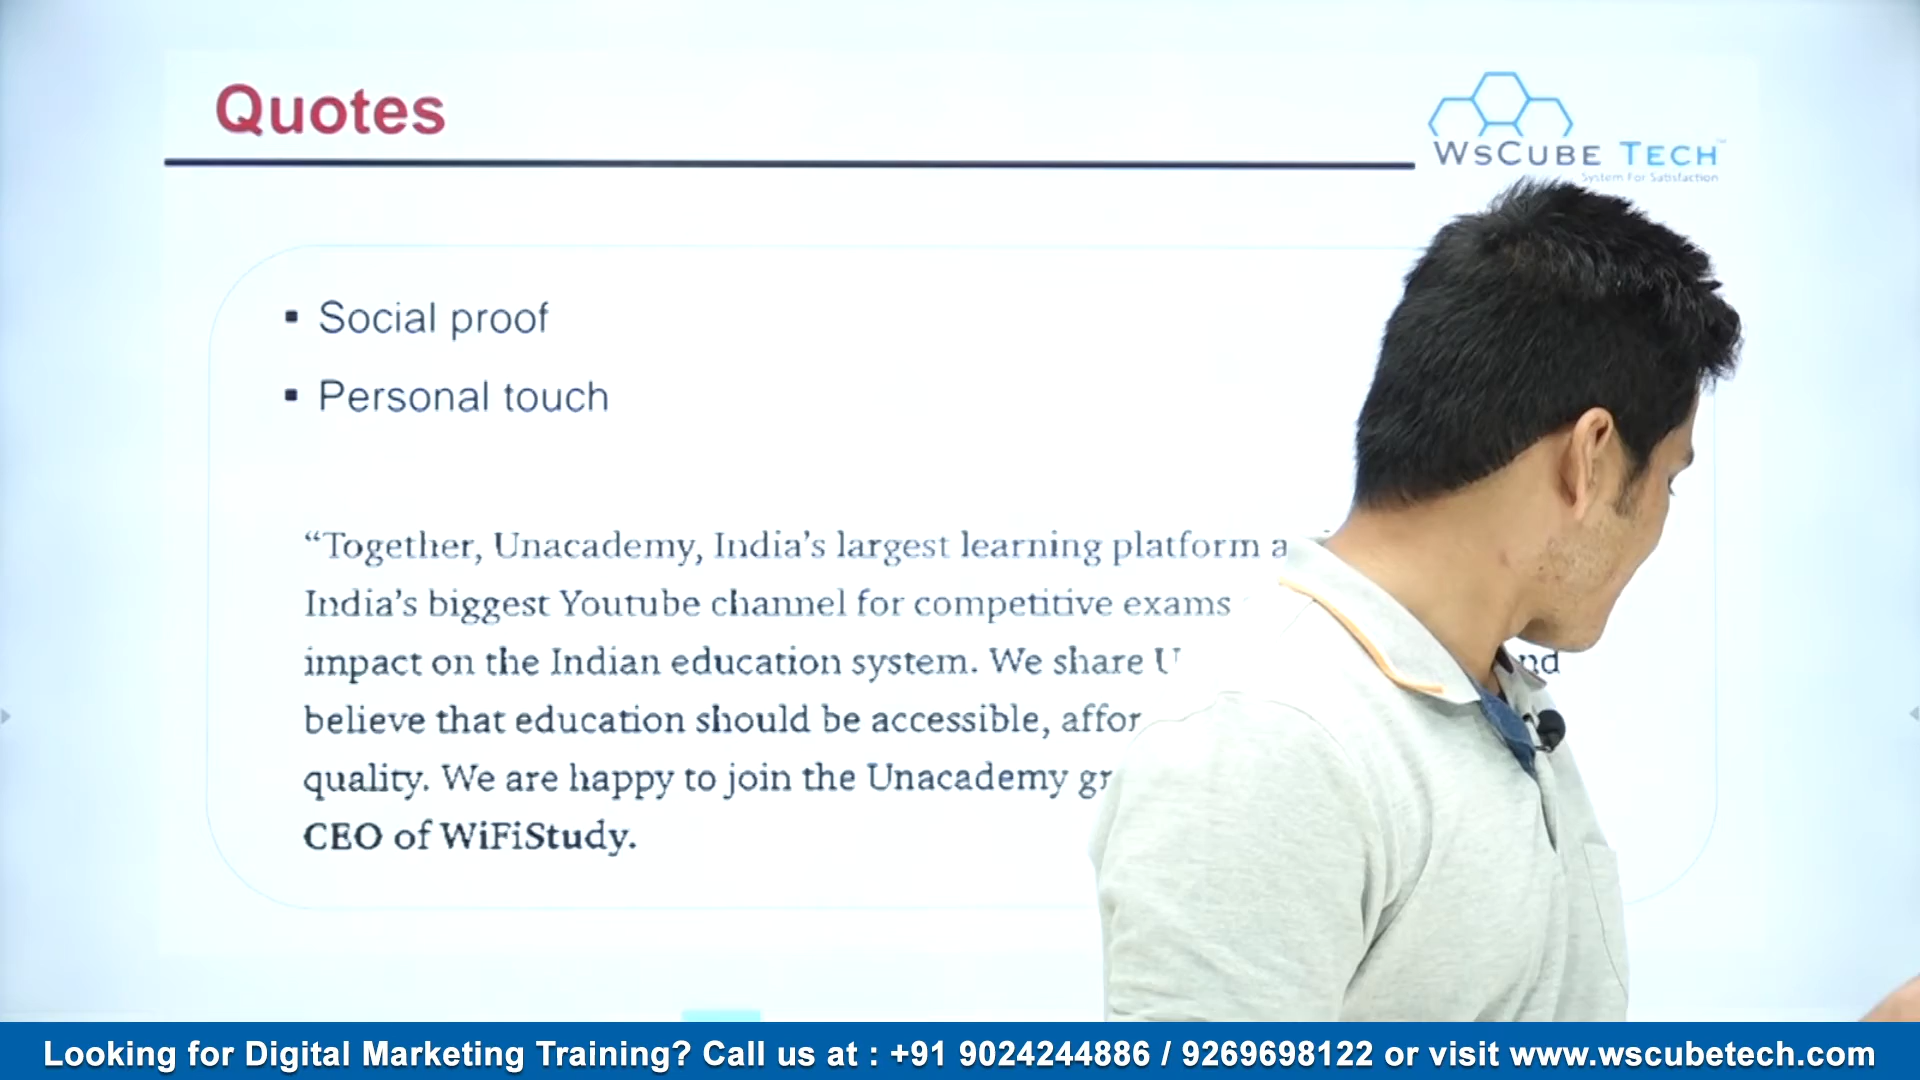 Quotes
WsCube Tech
System For Satisfaction
▪ Social proof
▪ Personal touch
“Together, Unacademy, India’s largest learning platform
India’s biggest Youtube channel for competitive exams
impact on the Indian education system. We share
believe that education should be accessible,
quality. We are happy to join the Unacademy
CEO of WiFiStudy.
Looking for Digital Marketing Training? Call us at : +91 9024244886 / 9269698122 or visit www.wscubetech.com